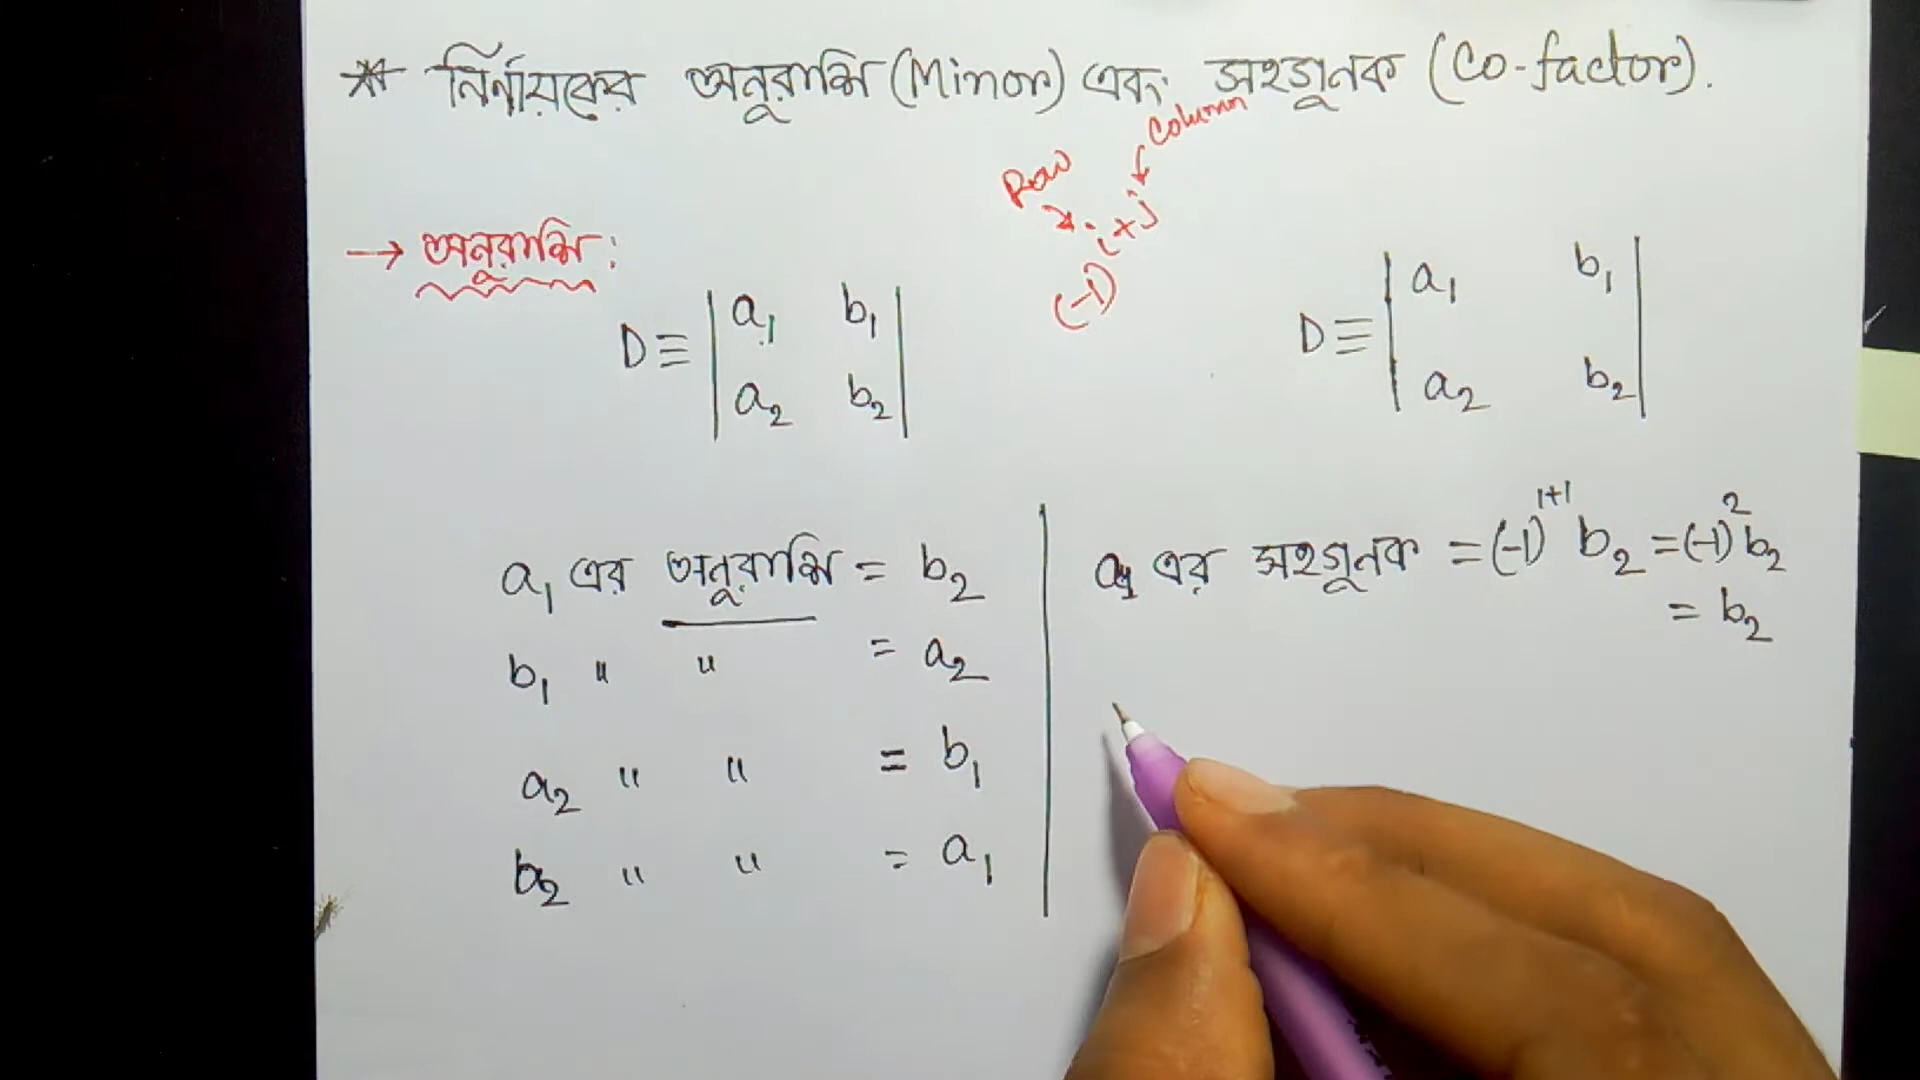 * নির্ণায়কের অনুরাশি (Minor) এবং সহগুনক (Co-factor).
Row
Column
(-1)^{i+j}
→ অনুরাশি :
D ≡ | a₁ b₁ |
| a₂ b₂ |
D ≡ | a₁ b₁ |
| a₂ b₂ |
a₁ এর অনুরাশি = b₂
b₁ " " = a₂
a₂ " " = b₁
b₂ " " = a₁
a₁ এর সহগুনক = (-1)^{1+1} b₂ = (-1)² b₂
= b₂